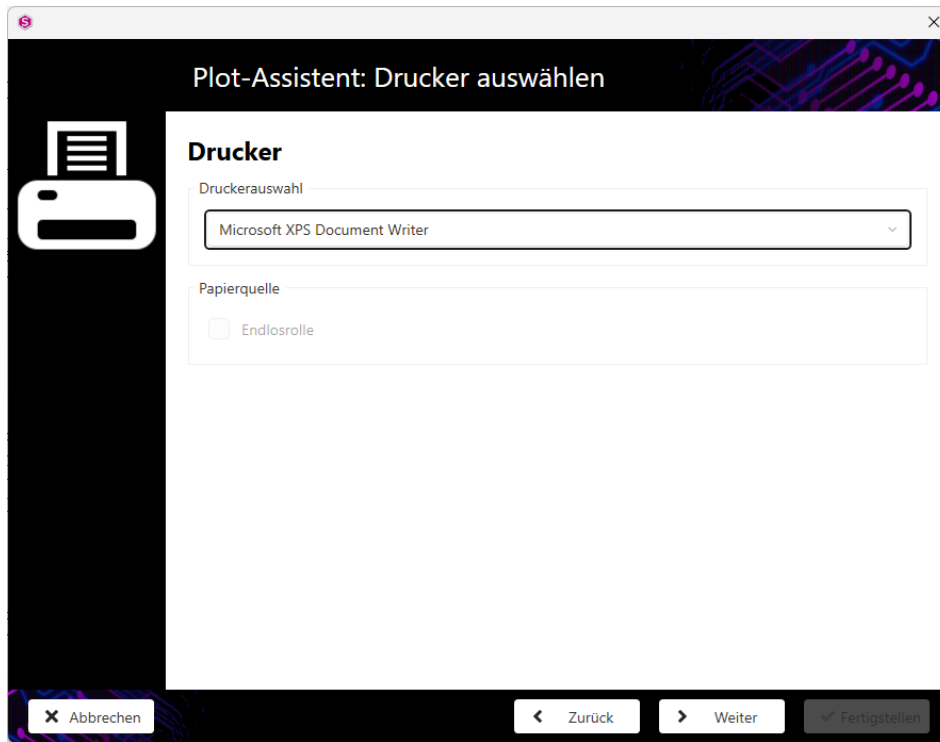 S
Plot-Assistent: Drucker auswählen
Drucker
Druckerauswahl
Microsoft XPS Document Writer
Papierquelle
Endlosrolle
Abbrechen
Zurück
Weiter
Fertigstellen